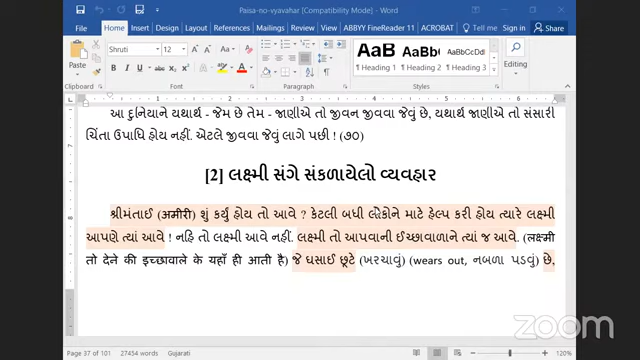 Paisa-no-vyavahar [Compatibility Mode] - Word
Sign in
File Home Insert Design Layout References Mailings Review View ABBYY FineReader 11 ACROBAT Tell me Share
Paste
Clipboard
Shruti 12
Font
Paragraph
AaB AaBb( AaBbCcDdI
¶ Heading 1 ¶ Heading 2 ¶ Heading 3
Styles
Editing
આ દુનિયાને યથાર્થ - જેમ છે તેમ - જાણીએ તો જીવન જીવવા જેવું છે, યથાર્થ જાણીએ તો સંસારી
ચિંતા ઉપાધિ હોય નહીં. એટલે જીવવા જેવું લાગે પછી ! (૭૦)
[2] લક્ષ્મી સંગે સંકળાયેલો વ્યવહાર
શ્રીમંતાઈ (અમીરી) શું કર્યું હોય તો આવે ? કેટલી બધી લોકોને માટે હેલ્પ કરી હોય ત્યારે લક્ષ્મી
આપણે ત્યાં આવે ! નહિ તો લક્ષ્મી આવે નહીં. લક્ષ્મી તો આપવાની ઈચ્છાવાળાને ત્યાં જ આવે. (લક્ષ્મી
तो देने की इच्छावाले के यहाँ ही आती है) જે ઘસાઈ છૂટે (ખરચાવું) (wears out, નબળા પડવું) છે,
Page 37 of 101 27454 words Gujarati 120%
zoom